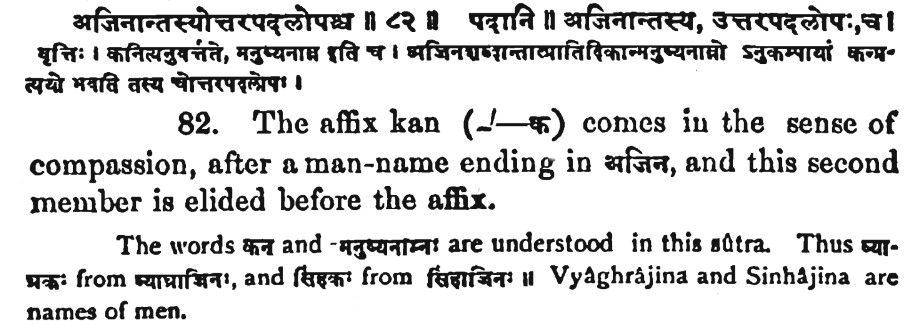 अजिनान्तस्योत्तरपदलोपश्च ॥ ८२ ॥ पदानि ॥ अजिनान्तस्य, उत्तरपदलोपः, च ।
वृत्तिः । कनित्यनुवर्त्तते, मनुष्यनाम्न इति च । अजिनशब्दान्तात्प्रातिपदिकान्मनुष्यनाम्नो ऽनुकम्पायां कन्प्र-
त्ययो भवति तस्य चोत्तरपदलोपः ।
82. The affix kan (⏑́—क) comes in the sense of
compassion, after a man-name ending in अजिन, and this second
member is elided before the affix.
The words कन and -मनुष्यनाम्नः are understood in this sûtra. Thus व्या-
घ्रकः from व्याघ्राजिनः, and सिंहकः from सिंहाजिनः ॥ Vyâghrâjina and Sinhâjina are
names of men.